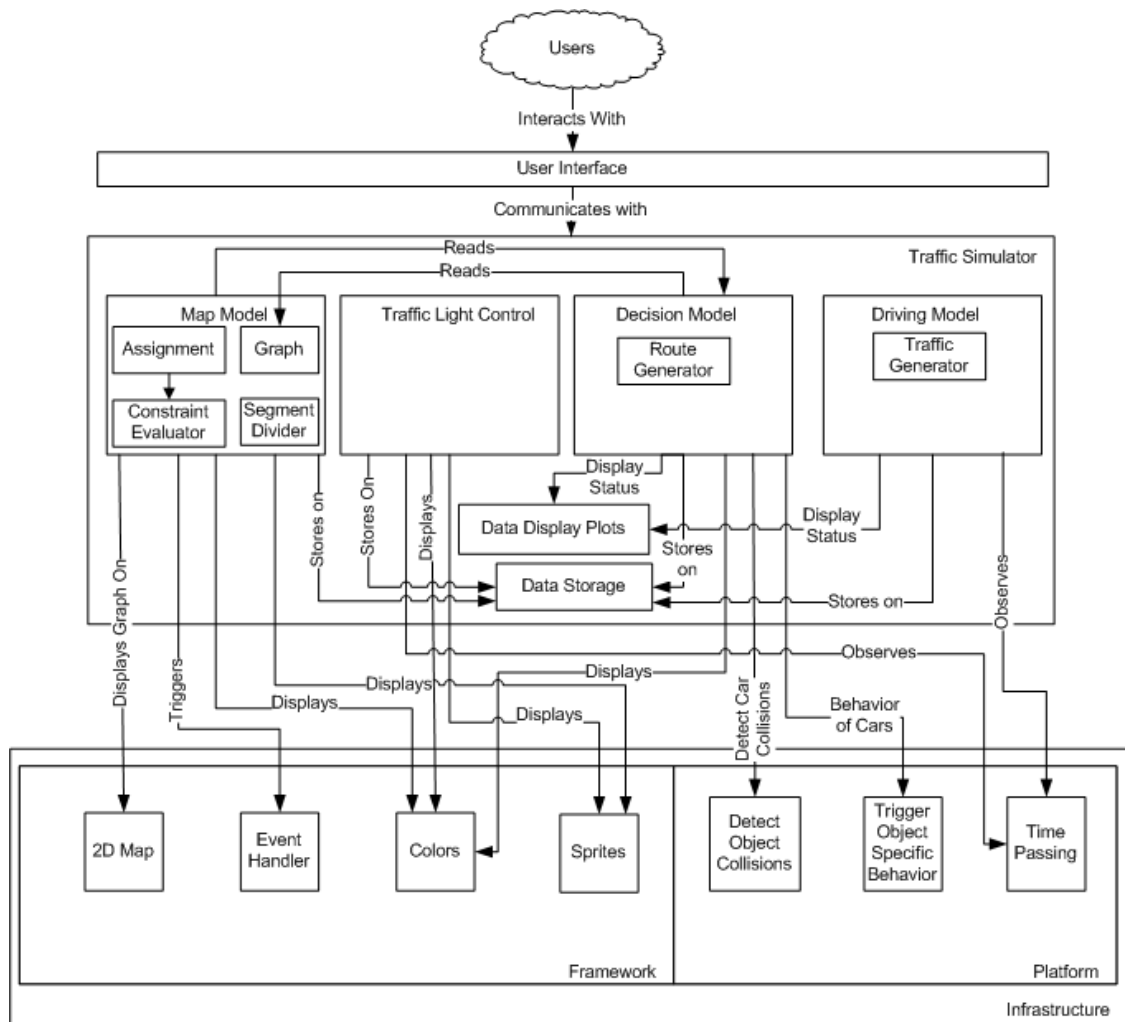 Users
Interacts With
User Interface
Communicates with
Traffic Simulator
Reads
Reads
Map Model
Assignment
Graph
Constraint
Evaluator
Segment
Divider
Traffic Light Control
Decision Model
Route
Generator
Driving Model
Traffic
Generator
Display
Status
Data Display Plots
Display
Status
Stores
on
Data Storage
Stores on
Stores on
Stores On
Displays
Observes
Displays Graph On
Triggers
Displays
Displays
Displays
Displays
Observes
Detect Car
Collisions
Behavior
of Cars
2D Map
Event
Handler
Colors
Sprites
Detect
Object
Collisions
Trigger
Object
Specific
Behavior
Time
Passing
Framework
Platform
Infrastructure